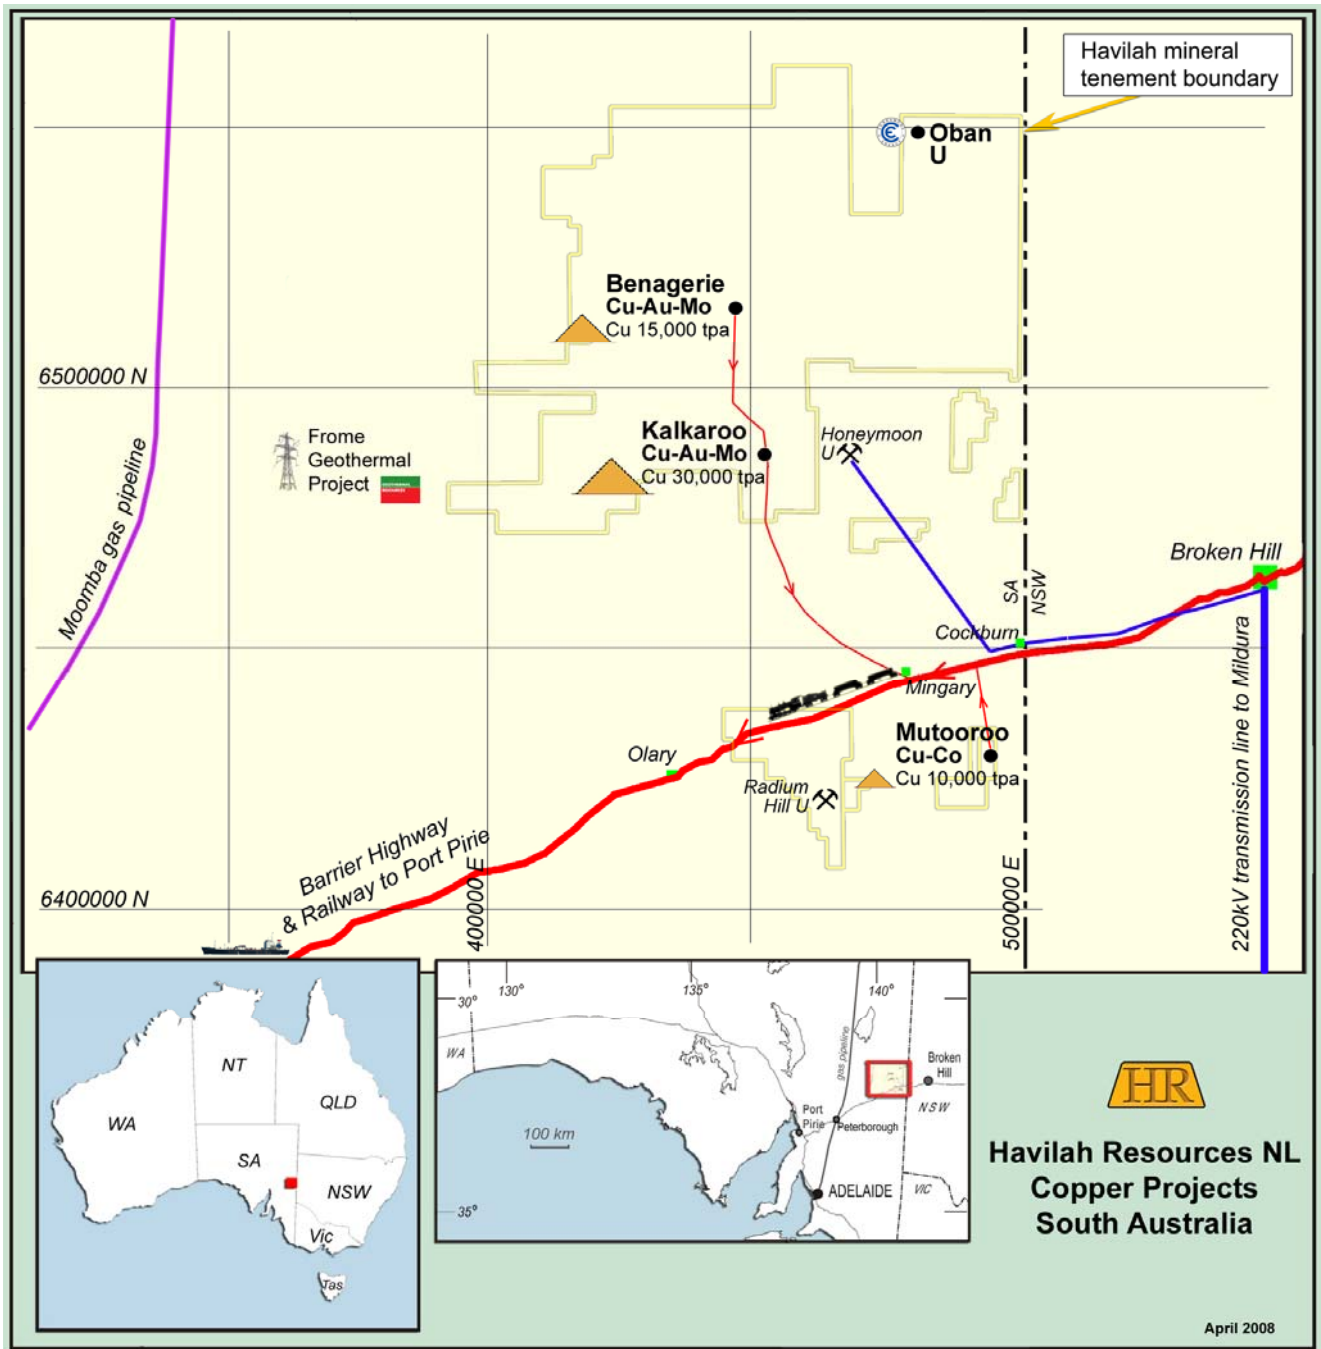 Havilah mineral
tenement boundary
Oban
U
Benagerie
Cu-Au-Mo
Cu 15,000 tpa
6500000 N
Kalkaroo
Cu-Au-Mo
Cu 30,000 tpa
Honeymoon
U
Frome
Geothermal
Project
Moomba gas pipeline
Broken Hill
SA
NSW
Cockburn
Mingary
Mutooroo
Cu-Co
Cu 10,000 tpa
Olary
Radium
Hill U
Barrier Highway
& Railway to Port Pirie
400000 E
500000 E
220kV transmission line to Mildura
6400000 N
WA
NT
QLD
SA
NSW
Vic
Tas
30°
130°
135°
140°
WA
gas pipeline
Broken
Hill
NSW
Port
Pirie
Peterborough
100 km
ADELAIDE
VIC
35°
HR
Havilah Resources NL
Copper Projects
South Australia
April 2008